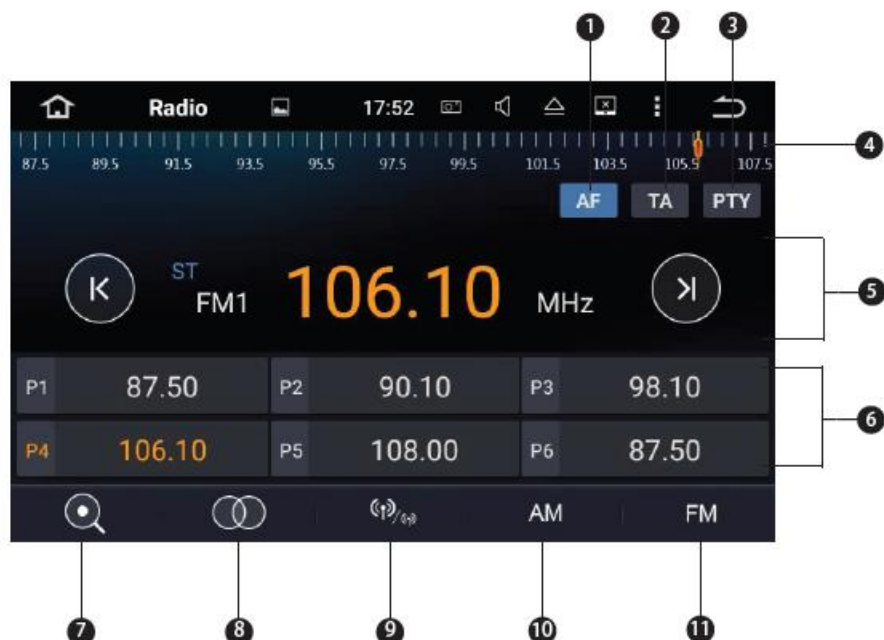 1 2 3
Radio 17:52
4
87.5 89.5 91.5 93.5 95.5 97.5 99.5 101.5 103.5 105.5 107.5
AF TA PTY
ST
FM1 106.10 MHz
5
P1 87.50 P2 90.10 P3 98.10
6
P4 106.10 P5 108.00 P6 87.50
AM FM
7 8 9 10 11